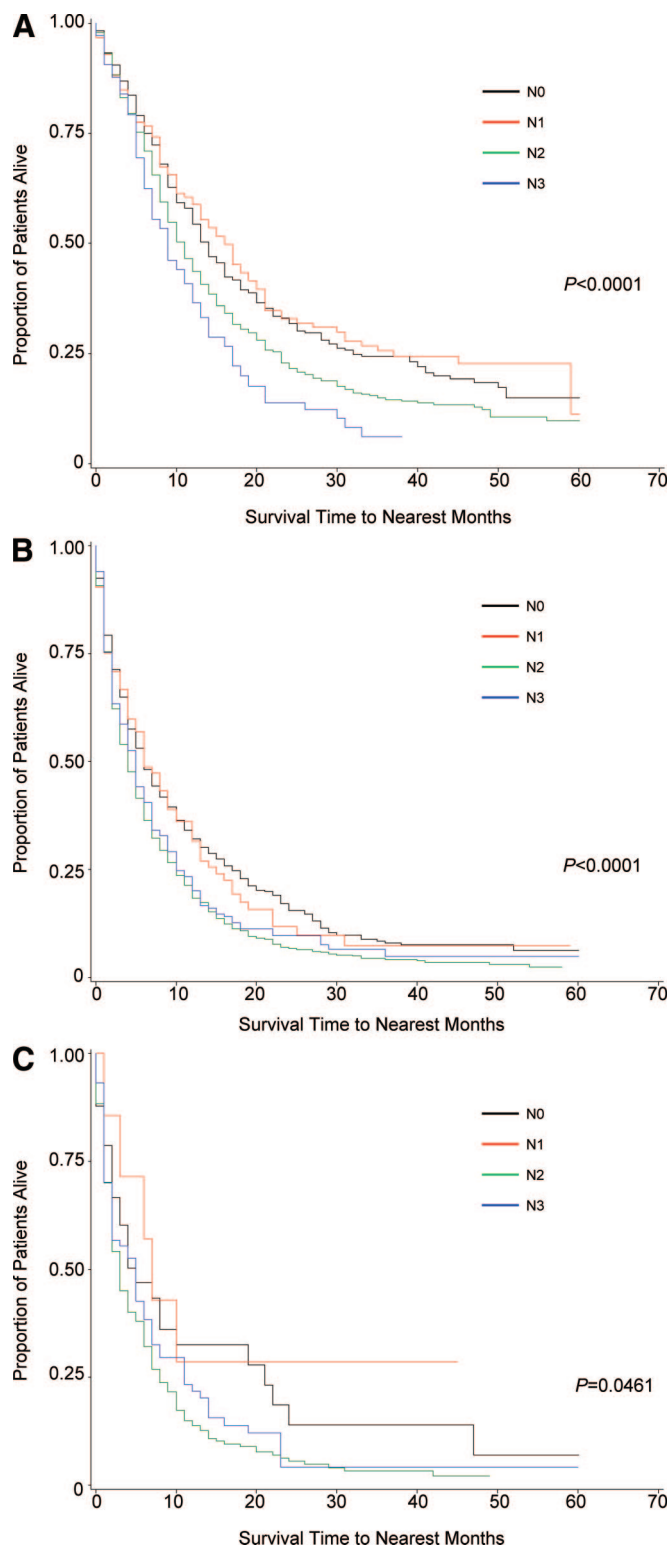 A
1.00
0.75
0.50
0.25
0
Proportion of Patients Alive
N0
N1
N2
N3
P<0.0001
0 10 20 30 40 50 60 70
Survival Time to Nearest Months
B
1.00
0.75
0.50
0.25
0
Proportion of Patients Alive
N0
N1
N2
N3
P<0.0001
0 10 20 30 40 50 60 70
Survival Time to Nearest Months
C
1.00
0.75
0.50
0.25
0
Proportion of Patients Alive
N0
N1
N2
N3
P=0.0461
0 10 20 30 40 50 60 70
Survival Time to Nearest Months